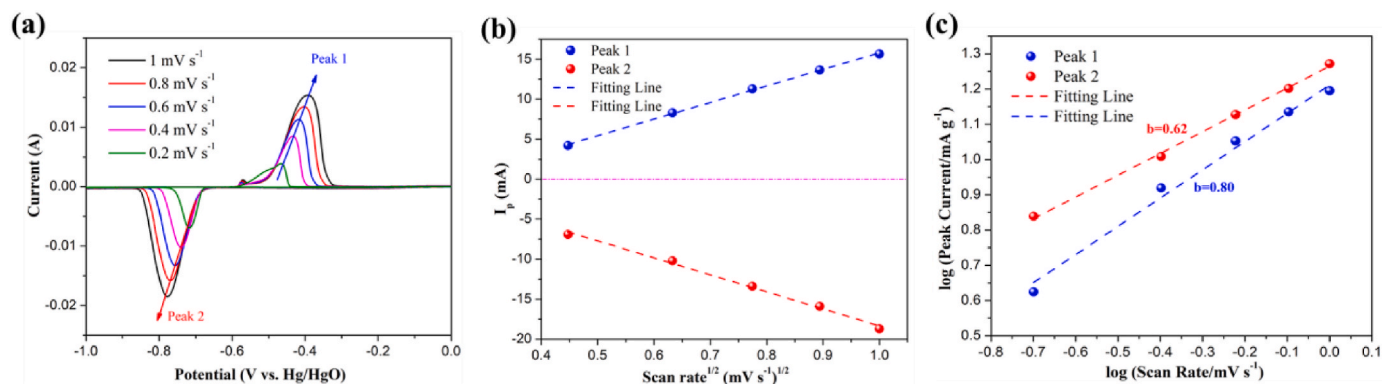 (a)
1 mV s⁻¹
0.8 mV s⁻¹
0.6 mV s⁻¹
0.4 mV s⁻¹
0.2 mV s⁻¹
Peak 1
Peak 2
0.02
0.01
0.00
-0.01
-0.02
Current (A)
-1.0 -0.8 -0.6 -0.4 -0.2 0.0
Potential (V vs. Hg/HgO)
(b)
Peak 1
Peak 2
Fitting Line
Fitting Line
15
10
5
0
-5
-10
-15
-20
Iₚ (mA)
0.4 0.5 0.6 0.7 0.8 0.9 1.0
Scan rate¹ᐟ² (mV s⁻¹)¹ᐟ²
(c)
Peak 1
Peak 2
Fitting Line
Fitting Line
b=0.62
b=0.80
1.3
1.2
1.1
1.0
0.9
0.8
0.7
0.6
0.5
log (Peak Current/mA g⁻¹)
-0.8 -0.7 -0.6 -0.5 -0.4 -0.3 -0.2 -0.1 0.0 0.1
log (Scan Rate/mV s⁻¹)